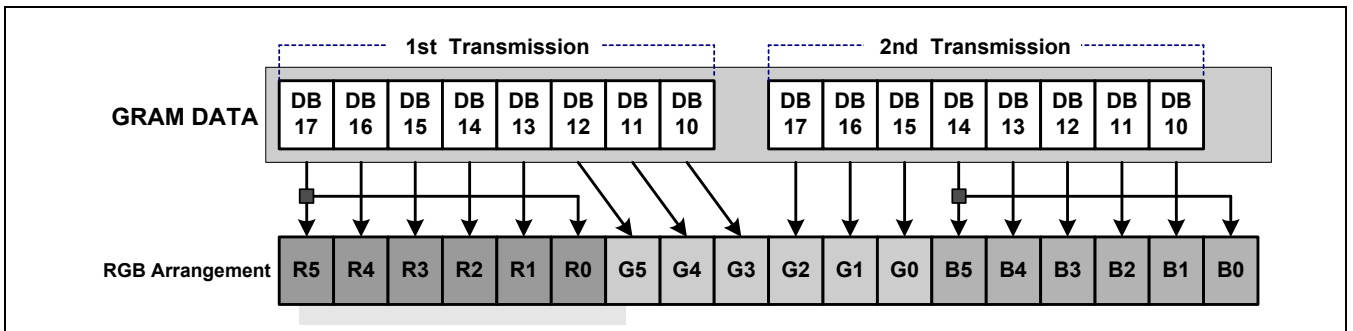 1st Transmission 2nd Transmission
GRAM DATA DB 17 DB 16 DB 15 DB 14 DB 13 DB 12 DB 11 DB 10 DB 17 DB 16 DB 15 DB 14 DB 13 DB 12 DB 11 DB 10
RGB Arrangement R5 R4 R3 R2 R1 R0 G5 G4 G3 G2 G1 G0 B5 B4 B3 B2 B1 B0